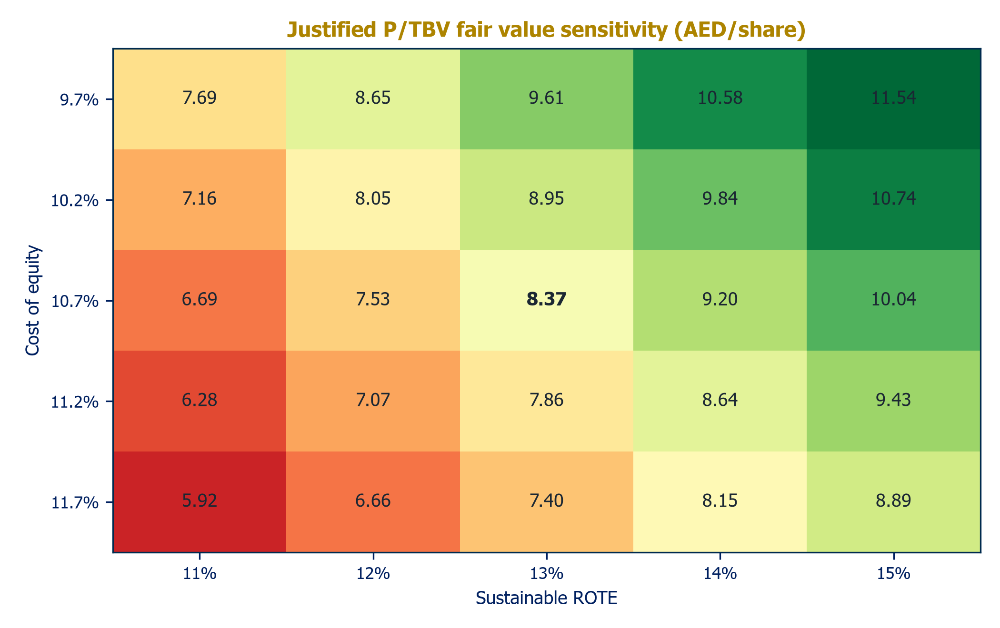 Justified P/TBV fair value sensitivity (AED/share)
Cost of equity
9.7% 7.69 8.65 9.61 10.58 11.54
10.2% 7.16 8.05 8.95 9.84 10.74
10.7% 6.69 7.53 8.37 9.20 10.04
11.2% 6.28 7.07 7.86 8.64 9.43
11.7% 5.92 6.66 7.40 8.15 8.89
11% 12% 13% 14% 15%
Sustainable ROTE